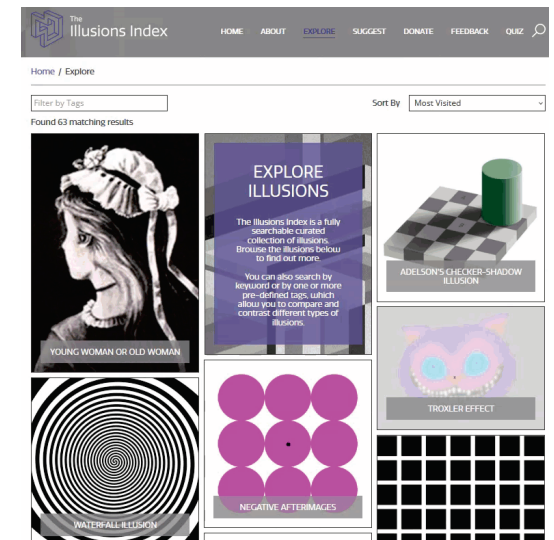 The
Illusions Index
HOME ABOUT EXPLORE SUGGEST DONATE FEEDBACK QUIZ
Home / Explore
Filter by Tags
Sort By Most Visited
Found 63 matching results
YOUNG WOMAN OR OLD WOMAN
EXPLORE
ILLUSIONS
The Illusions Index is a fully
searchable curated
collection of illusions.
Browse the illusions below
to find out more.
You can also search by
keyword or by one or more
pre-defined tags, which
allow you to compare and
contrast different types of
illusions.
ADELSON'S CHECKER-SHADOW
ILLUSION
TROXLER EFFECT
WATERFALL ILLUSION
NEGATIVE AFTERIMAGES